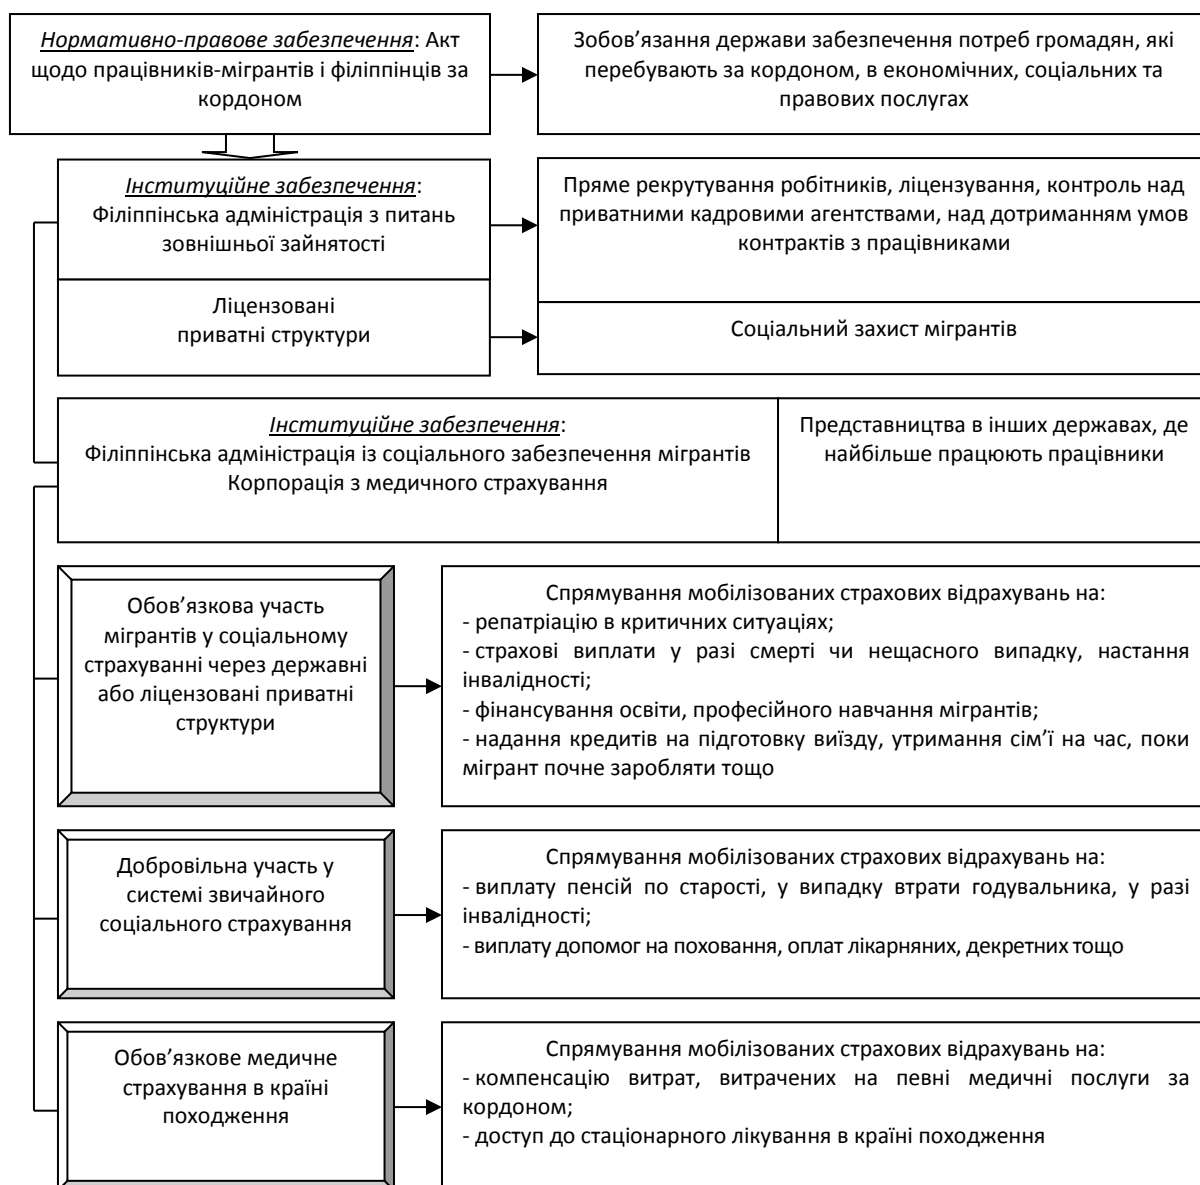 Нормативно-правове забезпечення: Акт
щодо працівників-мігрантів і філіппінців за
кордоном
Зобов’язання держави забезпечення потреб громадян, які
перебувають за кордоном, в економічних, соціальних та
правових послугах
Інституційне забезпечення:
Філіппінська адміністрація з питань
зовнішньої зайнятості
Пряме рекрутування робітників, ліцензування, контроль над
приватними кадровими агентствами, над дотриманням умов
контрактів з працівниками
Ліцензовані
приватні структури
Соціальний захист мігрантів
Інституційне забезпечення:
Філіппінська адміністрація із соціального забезпечення мігрантів
Корпорація з медичного страхування
Представництва в інших державах, де
найбільше працюють працівники
Обов’язкова участь
мігрантів у соціальному
страхуванні через державні
або ліцензовані приватні
структури
Спрямування мобілізованих страхових відрахувань на:
- репатріацію в критичних ситуаціях;
- страхові виплати у разі смерті чи нещасного випадку, настання
інвалідності;
- фінансування освіти, професійного навчання мігрантів;
- надання кредитів на підготовку виїзду, утримання сім’ї на час, поки
мігрант почне заробляти тощо
Добровільна участь у
системі звичайного
соціального страхування
Спрямування мобілізованих страхових відрахувань на:
- виплату пенсій по старості, у випадку втрати годувальника, у разі
інвалідності;
- виплату допомог на поховання, оплат лікарняних, декретних тощо
Обов’язкове медичне
страхування в країні
походження
Спрямування мобілізованих страхових відрахувань на:
- компенсацію витрат, витрачених на певні медичні послуги за
кордоном;
- доступ до стаціонарного лікування в країні походження